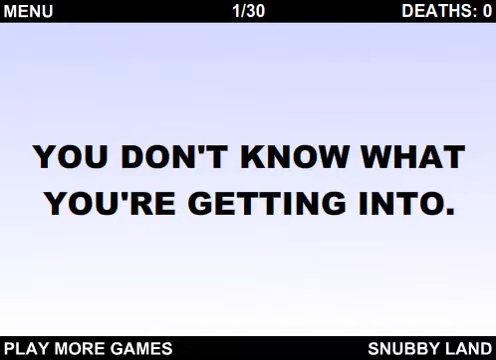 MENU 1/30 DEATHS: 0
YOU DON'T KNOW WHAT
YOU'RE GETTING INTO.
PLAY MORE GAMES SNUBBY LAND